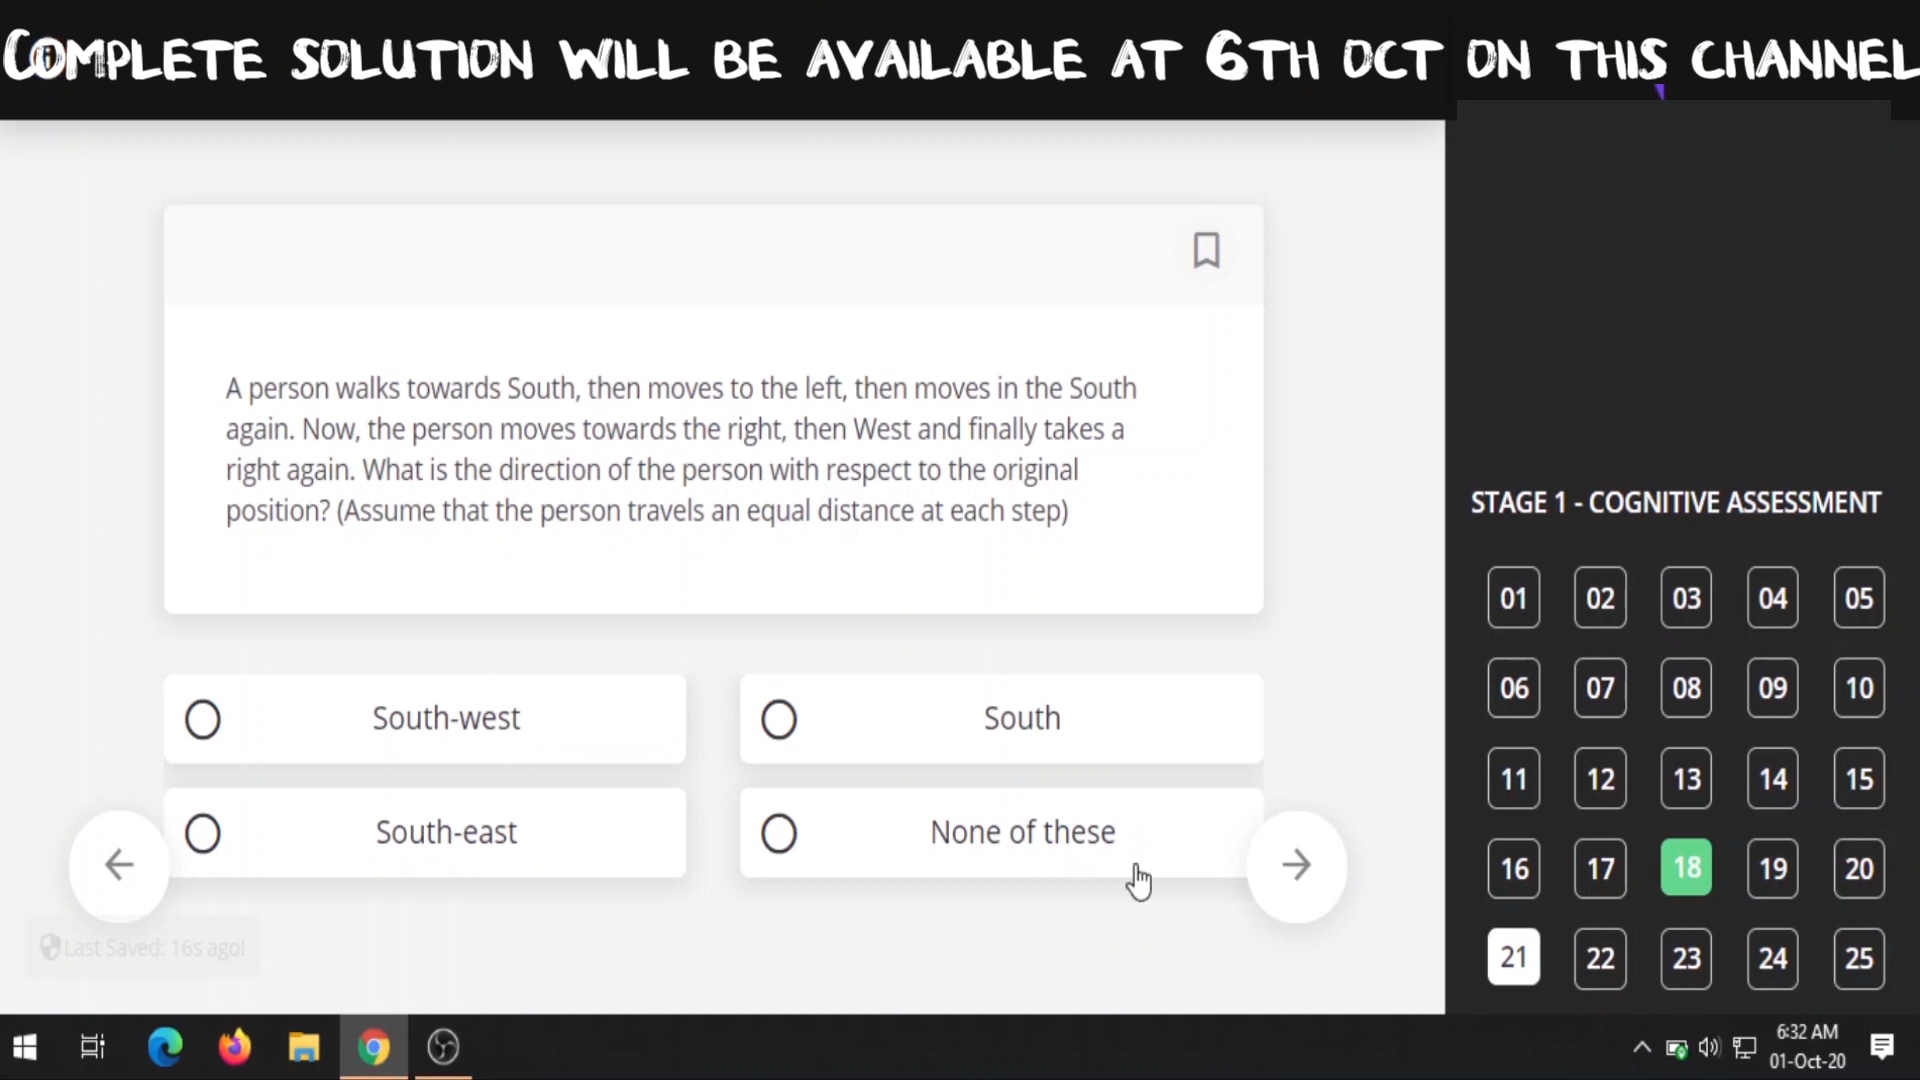 COMPLETE SOLUTION WILL BE AVAILABLE AT 6TH OCT ON THIS CHANNEL
A person walks towards South, then moves to the left, then moves in the South
again. Now, the person moves towards the right, then West and finally takes a
right again. What is the direction of the person with respect to the original
position? (Assume that the person travels an equal distance at each step)
South-west
South
South-east
None of these
Last Saved: 16s ago!
STAGE 1 - COGNITIVE ASSESSMENT
01 02 03 04 05
06 07 08 09 10
11 12 13 14 15
16 17 18 19 20
21 22 23 24 25
6:32 AM
01-Oct-20